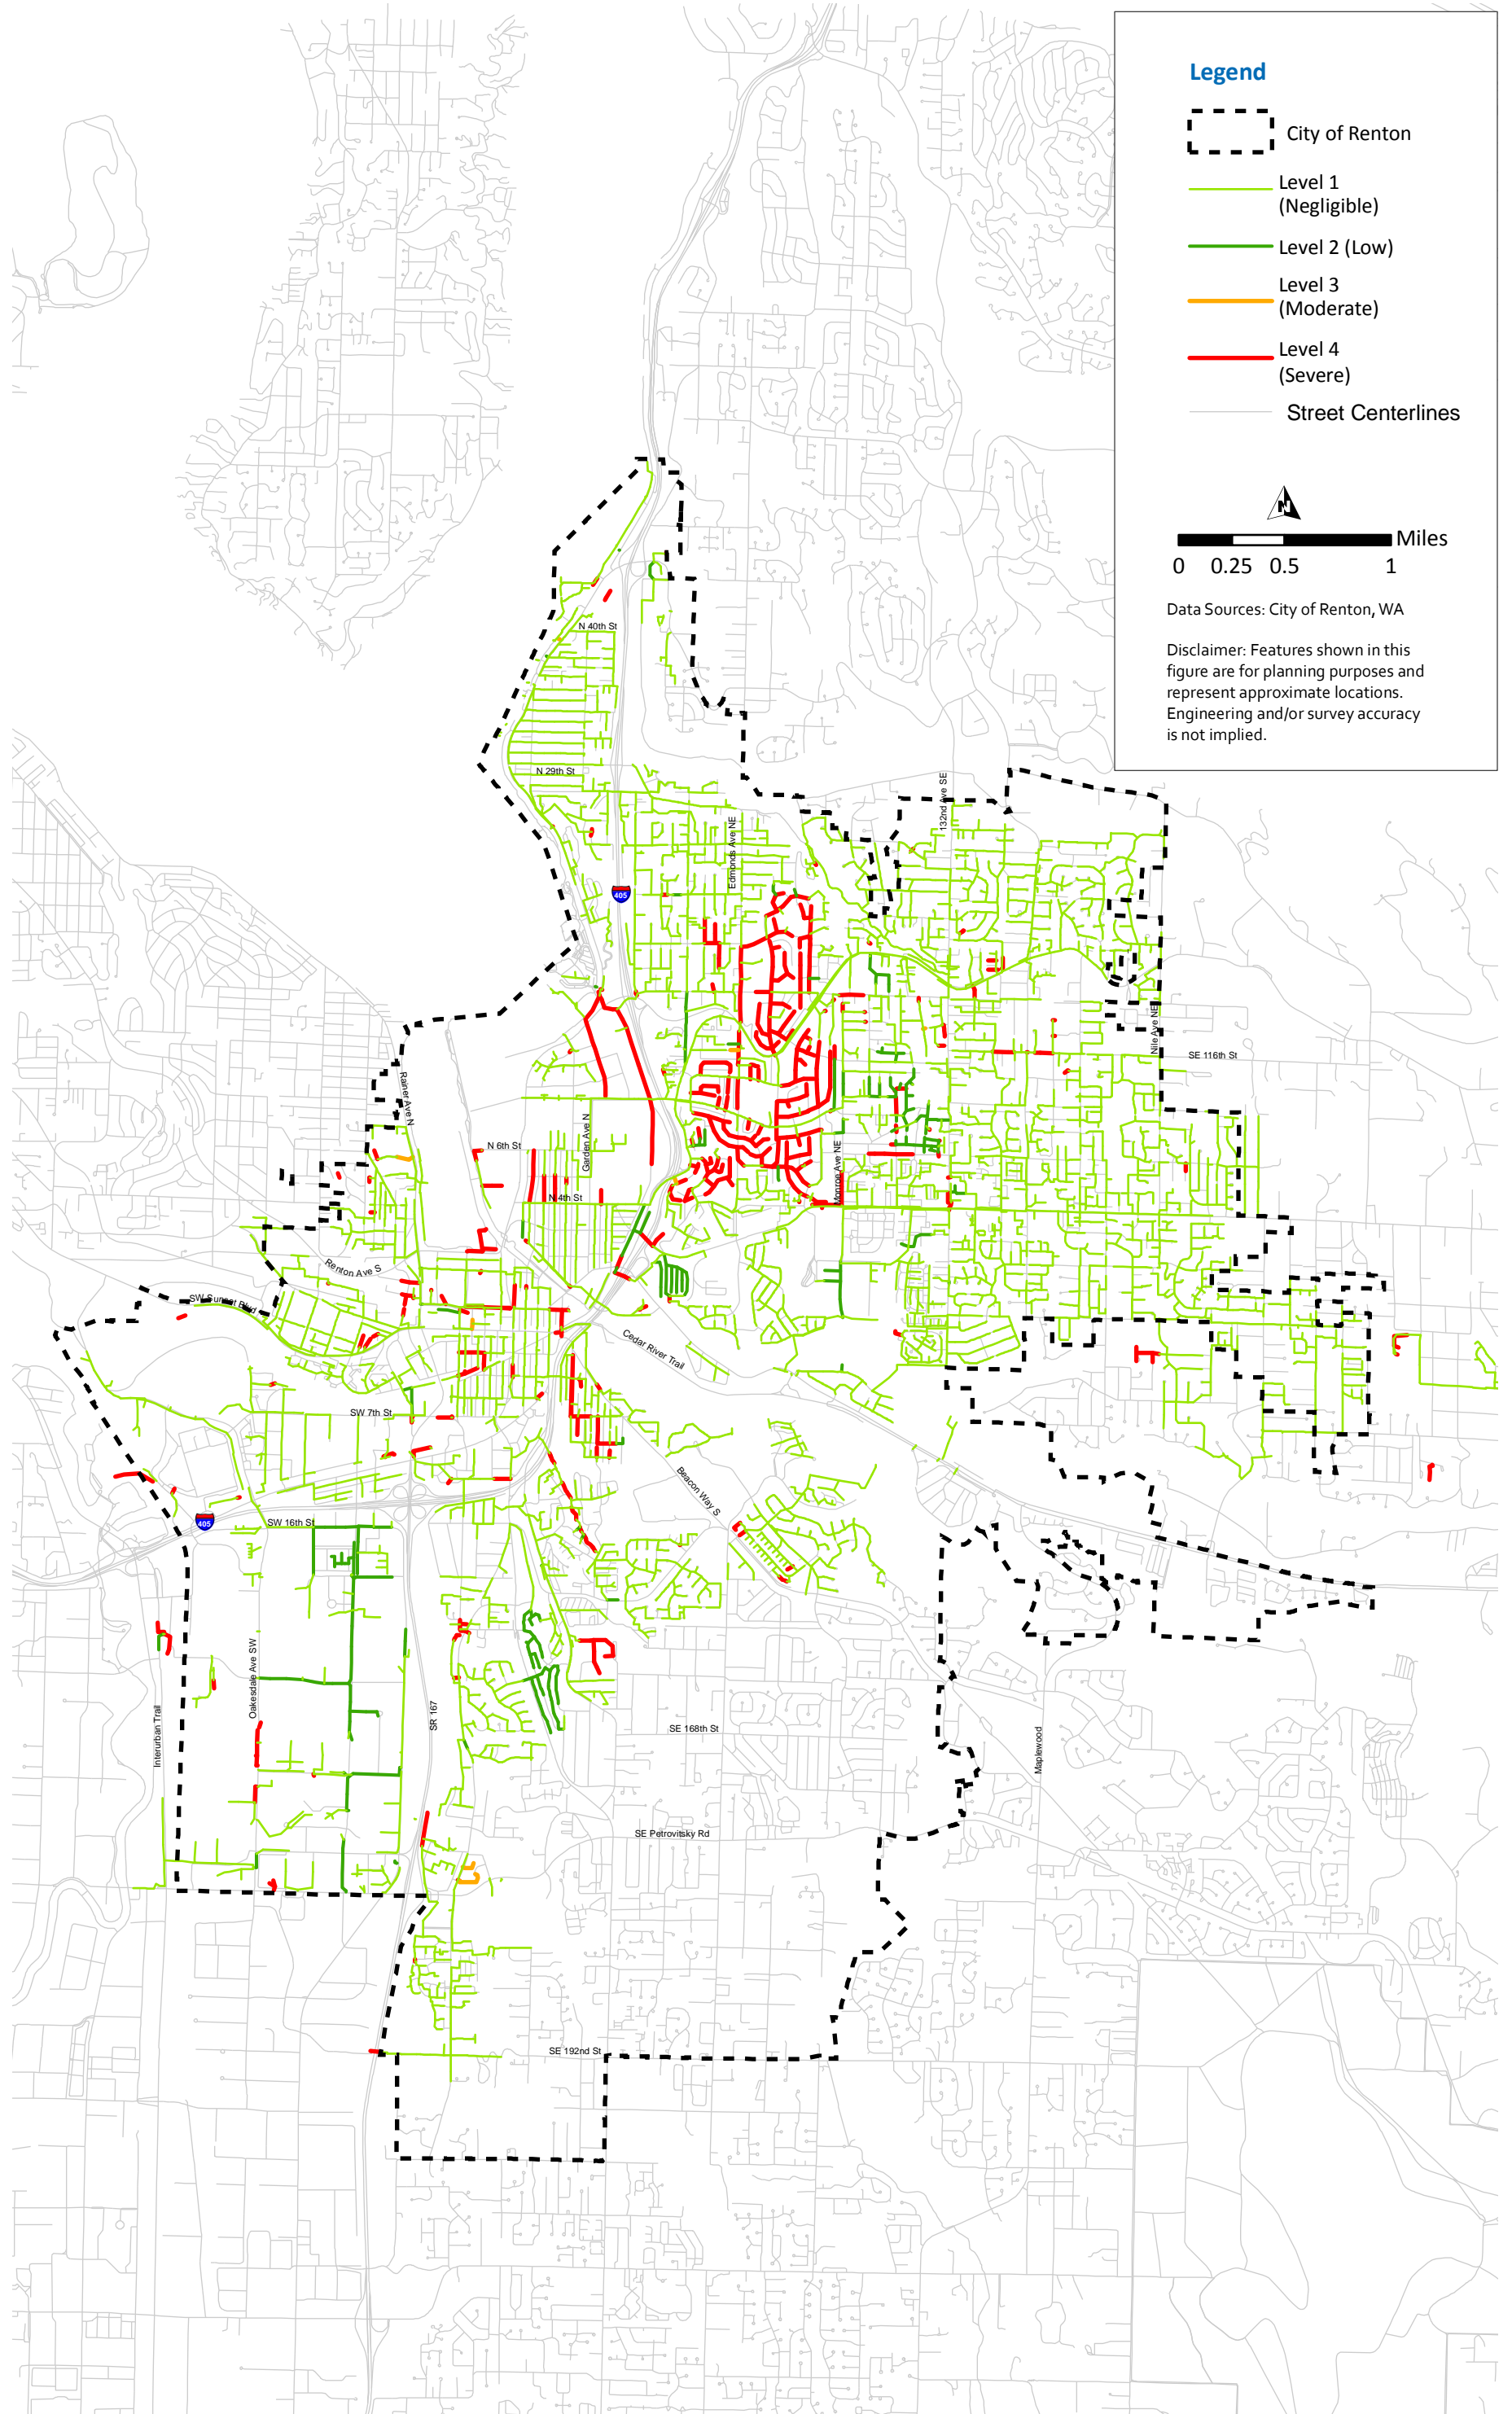 Legend
City of Renton
Level 1
(Negligible)
Level 2 (Low)
Level 3
(Moderate)
Level 4
(Severe)
Street Centerlines
N
Miles
0 0.25 0.5 1
Data Sources: City of Renton, WA
Disclaimer: Features shown in this
figure are for planning purposes and
represent approximate locations.
Engineering and/or survey accuracy
is not implied.
N 40th St
N 29th St
132nd Ave SE
Edmonds Ave NE
405
Nile Ave NE
SE 116th St
Rainer Ave N
Garden Ave N
N 6th St
Monroe Ave NE
N 4th St
Renton Ave S
SW Sunset Blvd
Cedar River Trail
SW 7th St
Beacon Way S
405
SW 16th St
Oakesdale Ave SW
Interurban Trail
SR 167
SE 168th St
Maplewood
SE Petrovitsky Rd
SE 192nd St